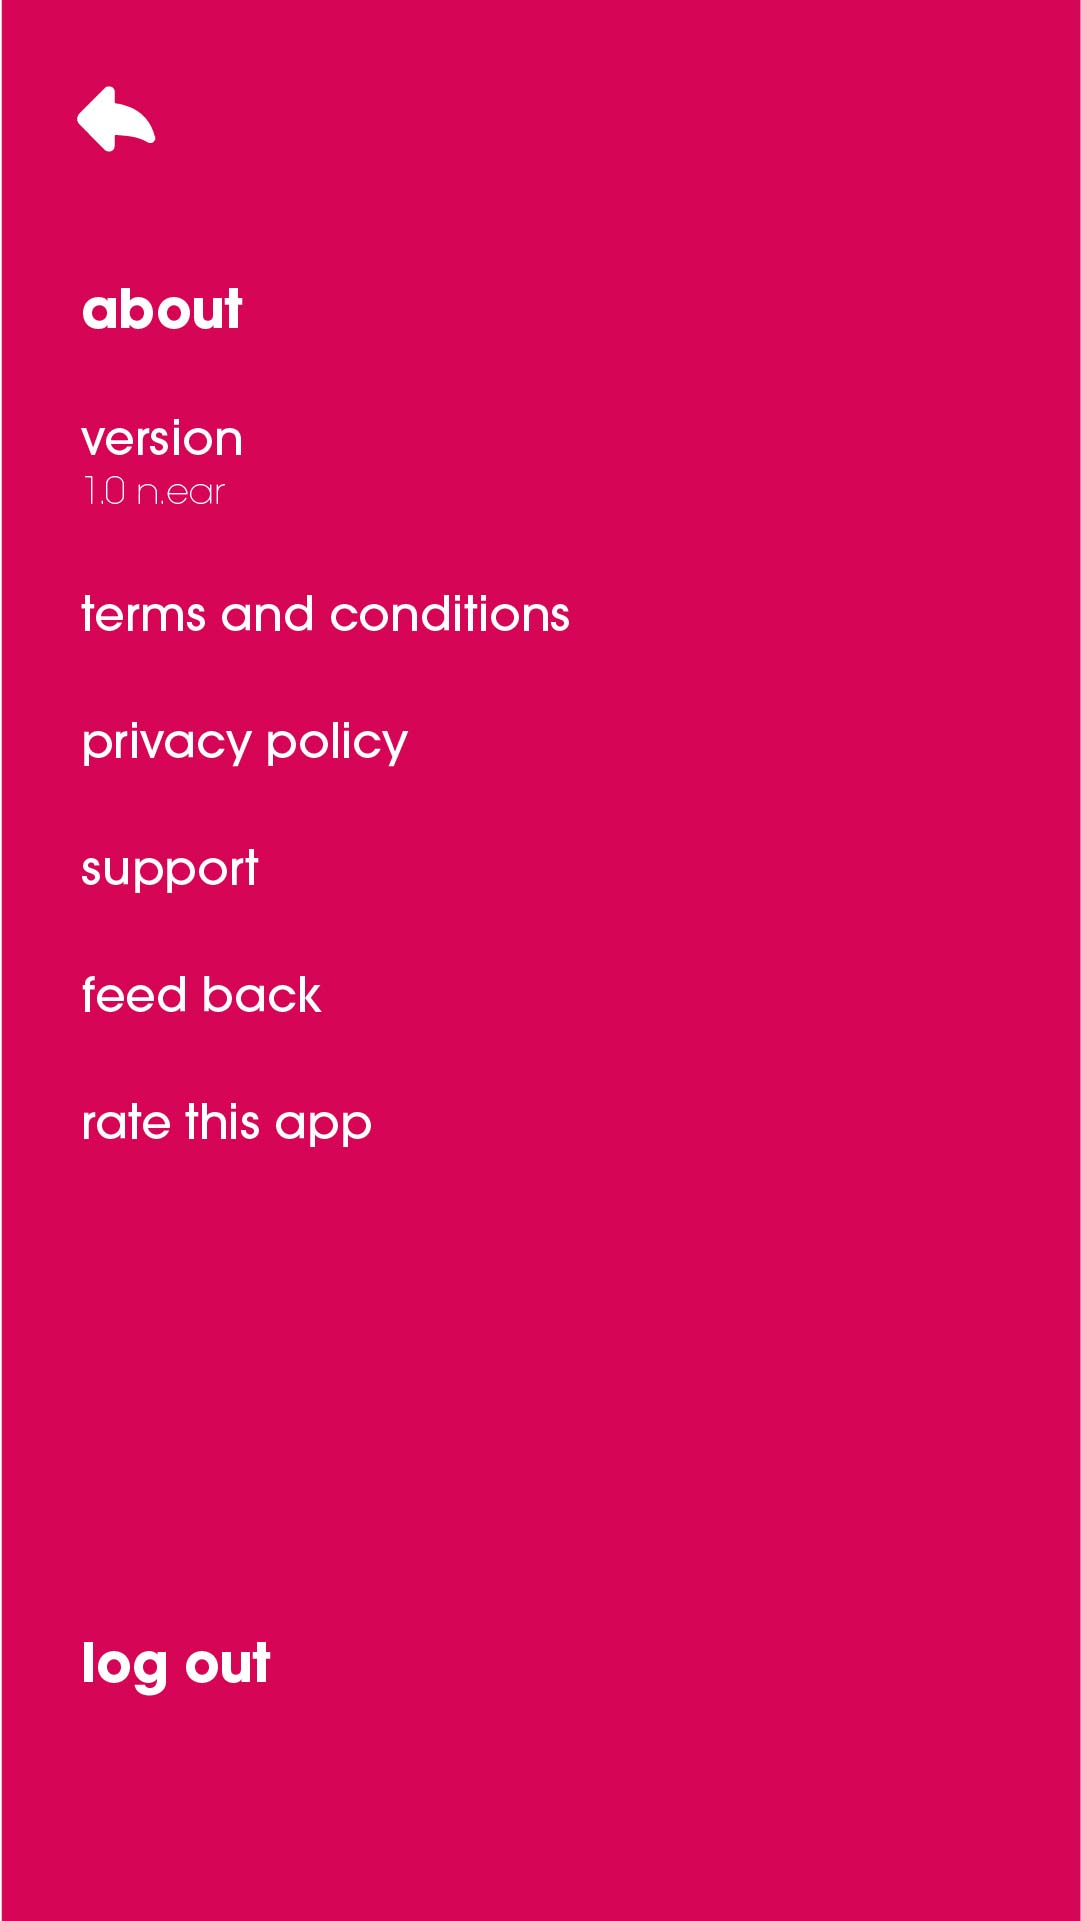 about
version
1.0 n.ear
terms and conditions
privacy policy
support
feed back
rate this app
log out